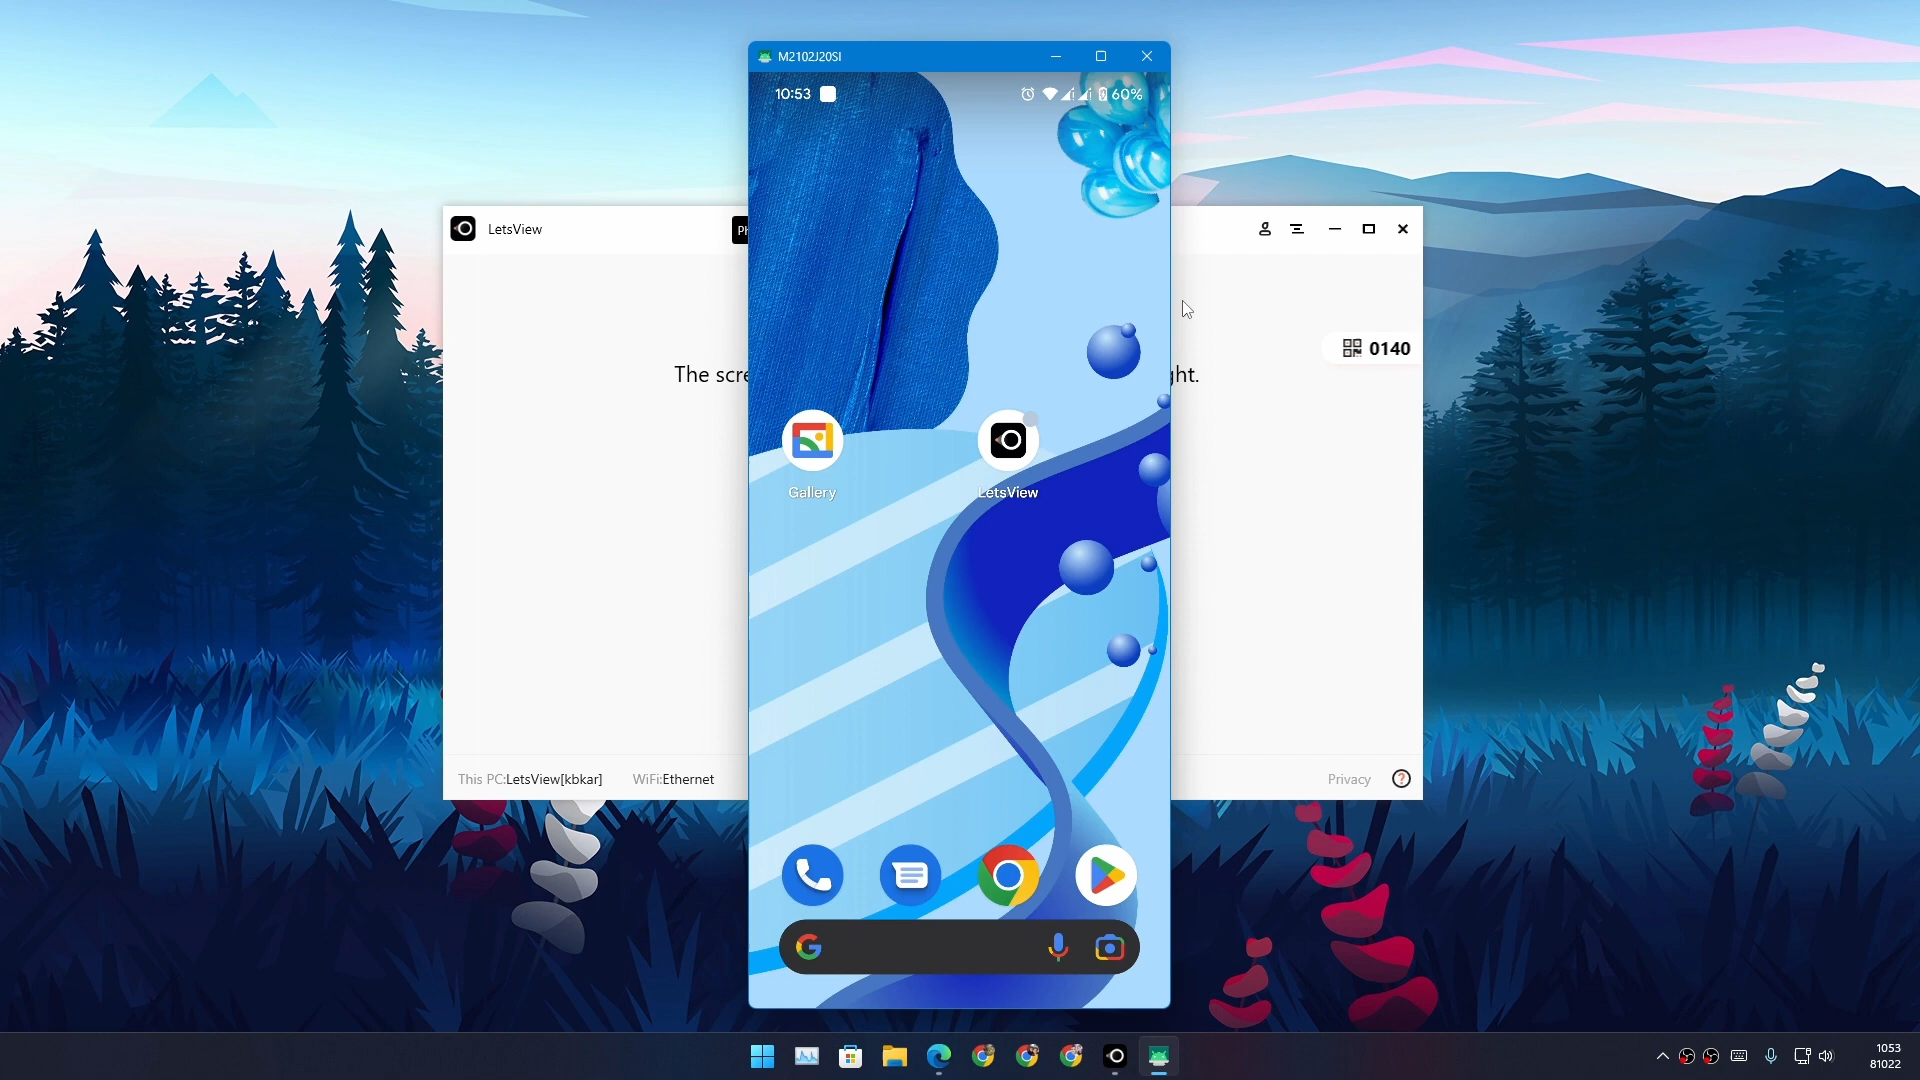 M2102J20SI
10:53
60%
LetsView
0140
The scre
ght.
Gallery
LetsView
This PC:LetsView[kbkar]
WiFi:Ethernet
Privacy
1053
81022